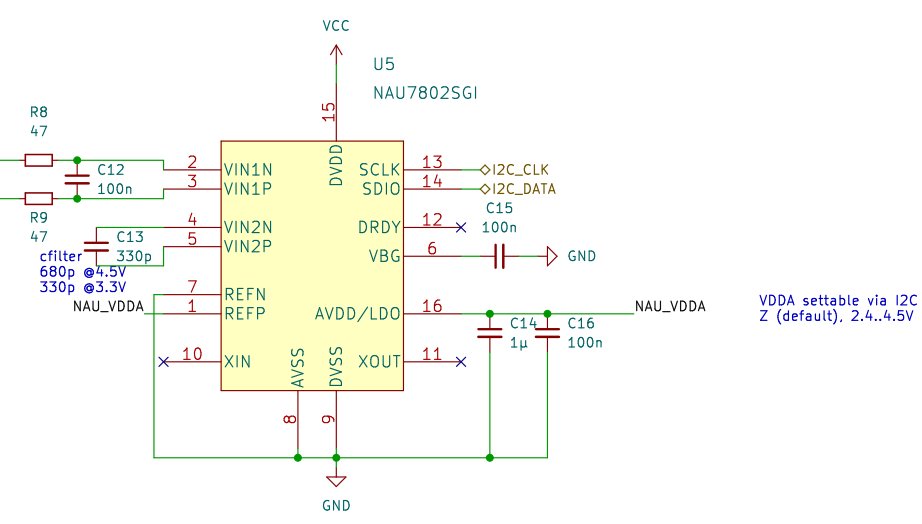 VCC
U5
NAU7802SGI
R8
47
15
DVDD
C12
100n
2
VIN1N
3
VIN1P
SCLK
13
I2C_CLK
SDIO
14
I2C_DATA
R9
47
4
VIN2N
5
VIN2P
C13
330p
DRDY
12
C15
100n
VBG
6
GND
cfilter
680p @4.5V
330p @3.3V
7
REFN
NAU_VDDA
1
REFP
AVDD/LDO
16
NAU_VDDA
VDDA settable via I2C
Z (default), 2.4..4.5V
C14
1µ
C16
100n
10
XIN
XOUT
11
AVSS
DVSS
8
9
GND